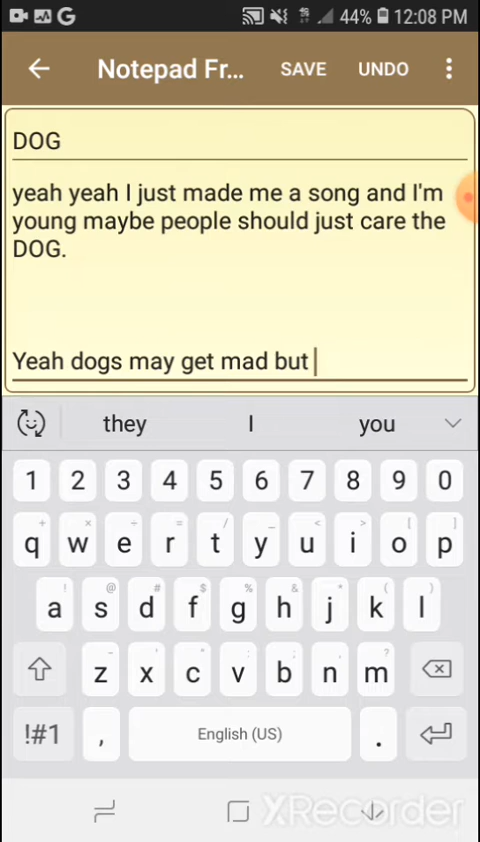 44% 12:08 PM
Notepad Fr... SAVE UNDO
DOG
yeah yeah I just made me a song and I'm
young maybe people should just care the
DOG.
Yeah dogs may get mad but
they I you
1 2 3 4 5 6 7 8 9 0
+ × ÷ = / _ < > [ ]
q w e r t y u i o p
! @ # $ % ^ & * ( )
a s d f g h j k l
- ' " : ; , ?
z x c v b n m
!#1 , English (US) .
XRecorder